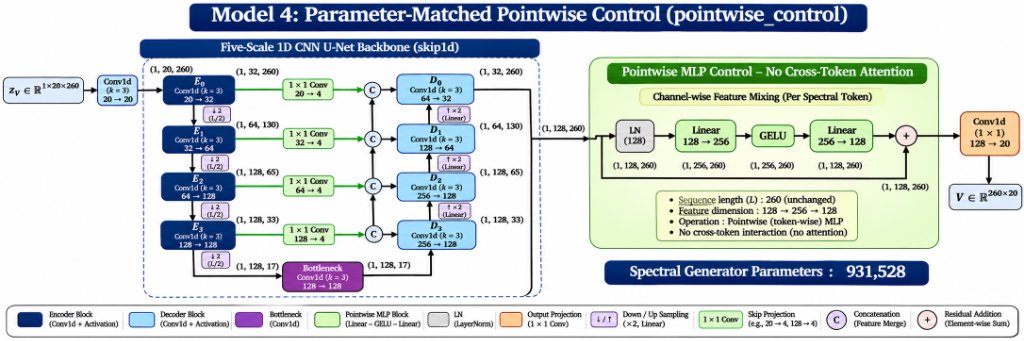 Model 4: Parameter-Matched Pointwise Control (pointwise_control)
Five-Scale 1D CNN U-Net Backbone (skip1d)
z_V ∈ ℝ^{1×20×260}
Conv1d
(k = 3)
20 → 20
(1, 20, 260)
E_0
Conv1d (k = 3)
20 → 32
(1, 32, 260)
1 × 1 Conv
20 → 4
C
D_0
Conv1d (k = 3)
64 → 32
(1, 32, 260)
↓ 2
(L/2)
↑ ×2
(Linear)
E_1
Conv1d (k = 3)
32 → 64
(1, 64, 130)
1 × 1 Conv
32 → 4
C
D_1
Conv1d (k = 3)
128 → 64
(1, 64, 130)
↓ 2
(L/2)
↑ ×2
(Linear)
E_2
Conv1d (k = 3)
64 → 128
(1, 128, 65)
1 × 1 Conv
64 → 4
C
D_2
Conv1d (k = 3)
256 → 128
(1, 128, 65)
↓ 2
(L/2)
↑ ×2
(Linear)
E_3
Conv1d (k = 3)
128 → 128
(1, 128, 33)
1 × 1 Conv
128 → 4
C
D_3
Conv1d (k = 3)
256 → 128
(1, 128, 33)
↓ 2
(L/2)
(1, 128, 17)
Bottleneck
Conv1d (k = 3)
128 → 128
(1, 128, 17)
(1, 128, 260)
Pointwise MLP Control – No Cross-Token Attention
Channel-wise Feature Mixing (Per Spectral Token)
LN
(128)
Linear
128 → 256
GELU
Linear
256 → 128
+
(1, 128, 260)
(1, 256, 260)
(1, 256, 260)
(1, 128, 260)
(1, 128, 260)
• Sequence length (L) : 260 (unchanged)
• Feature dimension : 128 → 256 → 128
• Operation : Pointwise (token-wise) MLP
• No cross-token interaction (no attention)
Conv1d
(1 × 1)
128 → 20
V ∈ ℝ^{260×20}
Spectral Generator Parameters : 931,528
Encoder Block
(Conv1d + Activation)
Decoder Block
(Conv1d + Activation)
Bottleneck
(Conv1d)
Pointwise MLP Block
(Linear – GELU – Linear)
LN
(LayerNorm)
Output Projection
(1 × 1 Conv)
↓ / ↑
Down / Up Sampling
(×2, Linear)
1 × 1
Skip Projection
(e.g., 20 → 4, 128 → 4)
C
Concatenation
(Feature Merge)
+
Residual Addition
(Element-wise Sum)